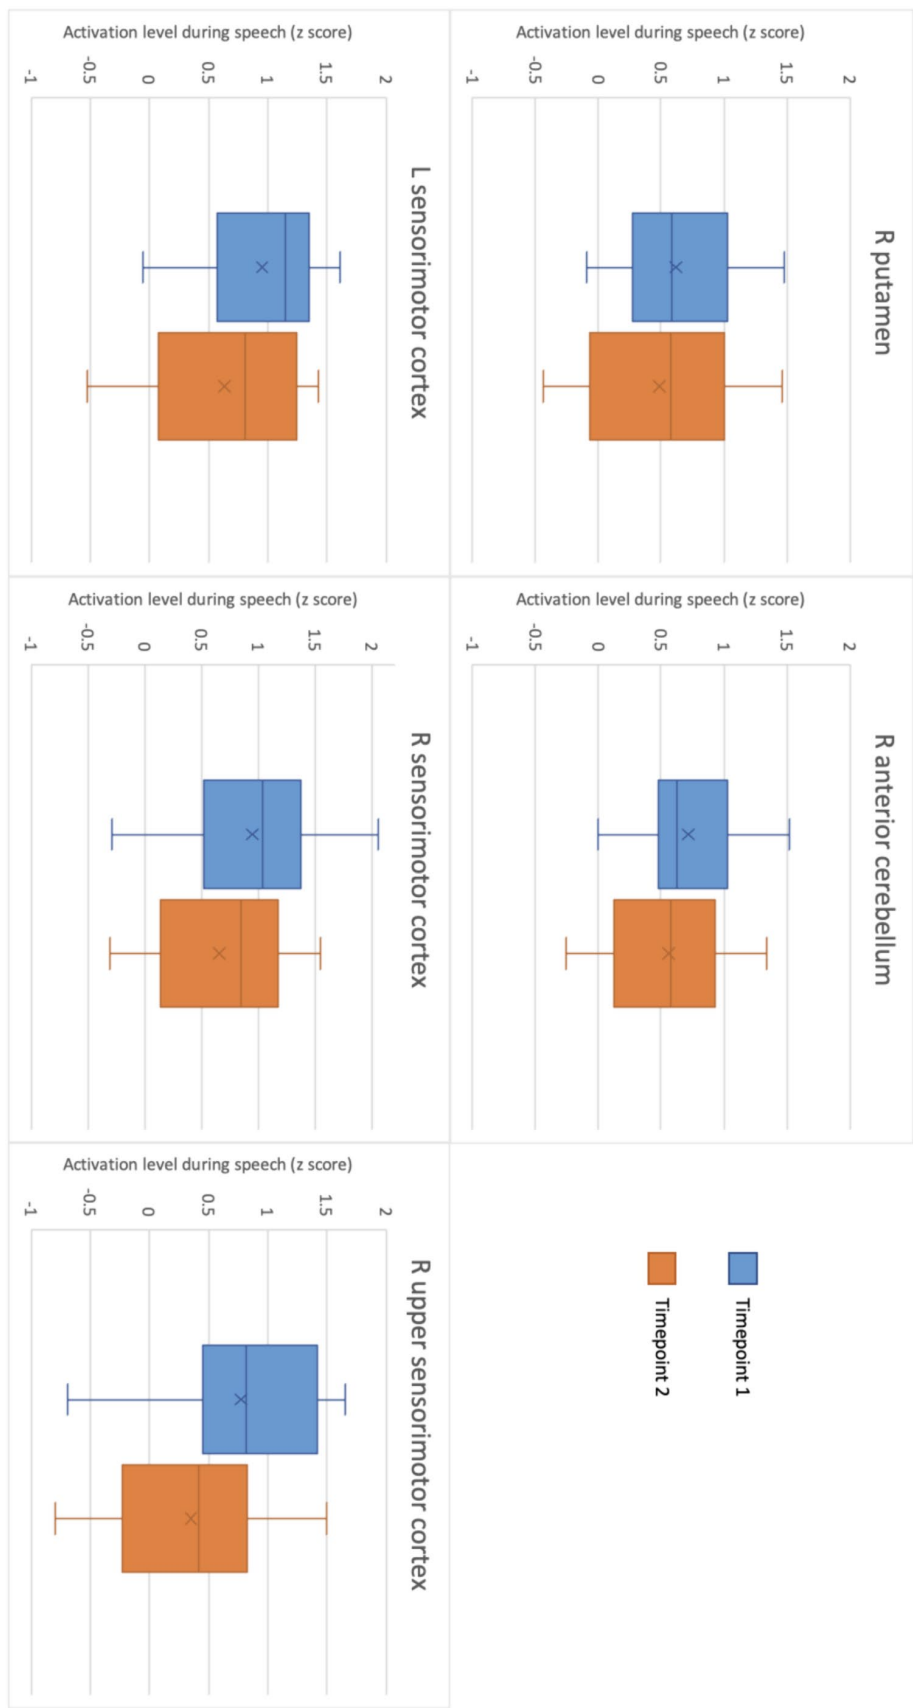 R putamen
Activation level during speech (z score)
2
1.5
1
0.5
0
-0.5
-1
R anterior cerebellum
Activation level during speech (z score)
2
1.5
1
0.5
0
-0.5
-1
Timepoint 1
Timepoint 2
L sensorimotor cortex
Activation level during speech (z score)
2
1.5
1
0.5
0
-0.5
-1
R sensorimotor cortex
Activation level during speech (z score)
2
1.5
1
0.5
0
-0.5
-1
R upper sensorimotor cortex
Activation level during speech (z score)
2
1.5
1
0.5
0
-0.5
-1